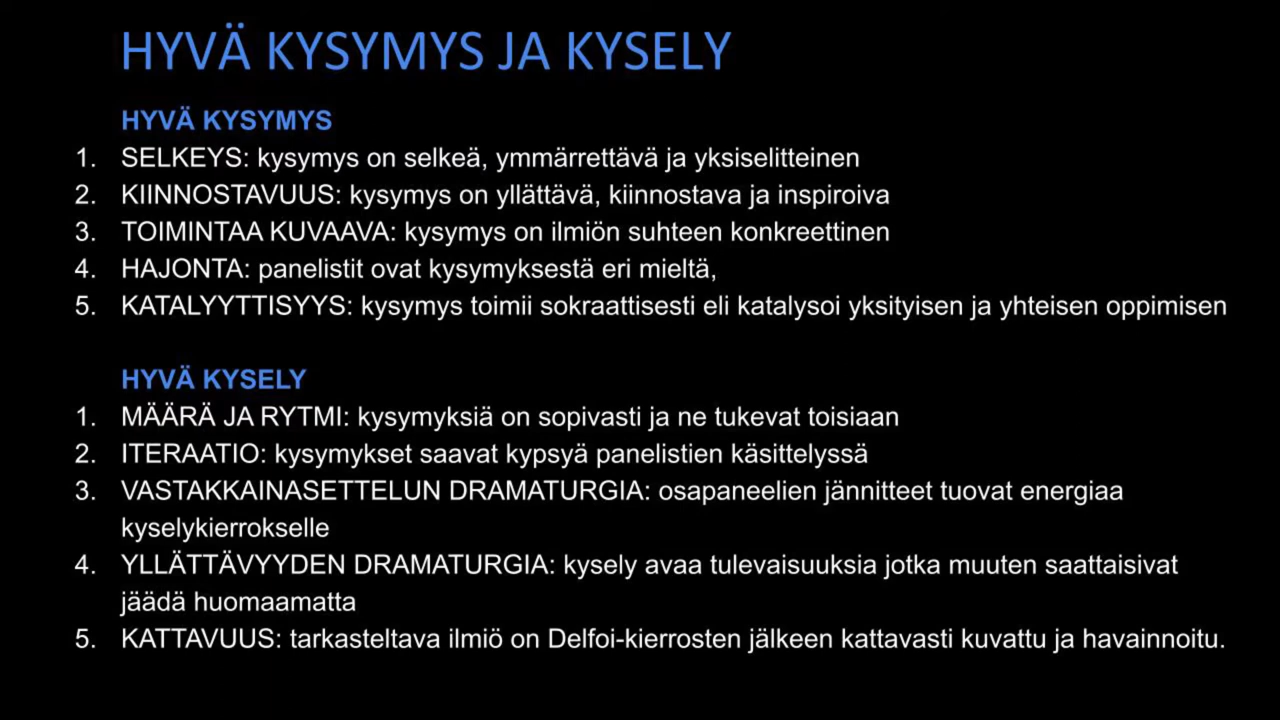 HYVÄ KYSYMYS JA KYSELY
HYVÄ KYSYMYS
1. SELKEYS: kysymys on selkeä, ymmärrettävä ja yksiselitteinen
2. KIINNOSTAVUUS: kysymys on yllättävä, kiinnostava ja inspiroiva
3. TOIMINTAA KUVAAVA: kysymys on ilmiön suhteen konkreettinen
4. HAJONTA: panelistit ovat kysymyksestä eri mieltä,
5. KATALYYTTISYYS: kysymys toimii sokraattisesti eli katalysoi yksityisen ja yhteisen oppimisen
HYVÄ KYSELY
1. MÄÄRÄ JA RYTMI: kysymyksiä on sopivasti ja ne tukevat toisiaan
2. ITERAATIO: kysymykset saavat kypsyä panelistien käsittelyssä
3. VASTAKKAINASETTELUN DRAMATURGIA: osapaneelien jännitteet tuovat energiaa
kyselykierrokselle
4. YLLÄTTÄVYYDEN DRAMATURGIA: kysely avaa tulevaisuuksia jotka muuten saattaisivat
jäädä huomaamatta
5. KATTAVUUS: tarkasteltava ilmiö on Delfoi-kierrosten jälkeen kattavasti kuvattu ja havainnoitu.